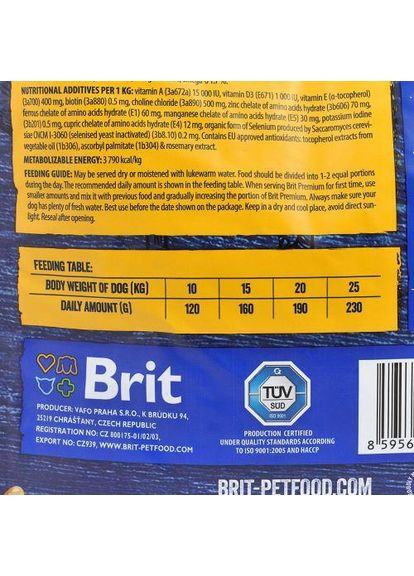 NUTRITIONAL ADDITIVES PER 1 KG: vitamin A (3a672a) 15 000 IU, vitamin D3 (E671) 1 000 IU, vitamin E (α-tocopherol)
(3a700) 400 mg, biotin (3a880) 0.5 mg, choline chloride (3a890) 500 mg, zinc chelate of amino acids hydrate (3b606) 70 mg,
ferrous chelate of amino acids hydrate (E1) 60 mg, manganese chelate of amino acids hydrate (E5) 30 mg, potassium iodine
(3b201) 0.5 mg, cupric chelate of amino acids hydrate (E4) 12 mg, organic form of Selenium produced by Saccaromyces cerevi-
siae CNCM I-3060 (selenised yeast inactivated) (3b8.10) 0.2 mg. Contains EU approved antioxidants: tocopherol extracts from
vegetable oil (1b306), ascorbyl palmitate (1b304) & rosemary extract.
METABOLIZABLE ENERGY: 3 790 kcal/kg
FEEDING GUIDE: May be served dry or moistened with lukewarm water. Food should be divided into 1-2 equal portions
during the day. The recommended daily amount is shown in the feeding table. When serving Brit Premium for first time, use
smaller amounts and mix it with previous food and gradually increasing the portion of Brit Premium. Always make sure your
dog has plenty of fresh water. Best use before the date shown on the package. Keep in a dry and cool place, avoid direct sun-
light. Reseal after opening.
FEEDING TABLE:
BODY WEIGHT OF DOG (KG) 10 15 20 25
DAILY AMOUNT (G) 120 160 190 230
Brit
PRODUCER: VAFO PRAHA S.R.O., K BRŮDKU 94,
25219 CHRÁŠŤANY, CZECH REPUBLIC
REGISTRATION NO: CZ 800175-01/02/03,
EXPORT NO: CZ939, WWW.BRIT-PETFOOD.COM
TÜV
SÜD
ISO 9001
PRODUCTION CERTIFIED
UNDER QUALITY STANDARDS ACCORDING
TO ISO 9001:2005 AND HACCP
8 5956
BRIT-PETFOOD.COM